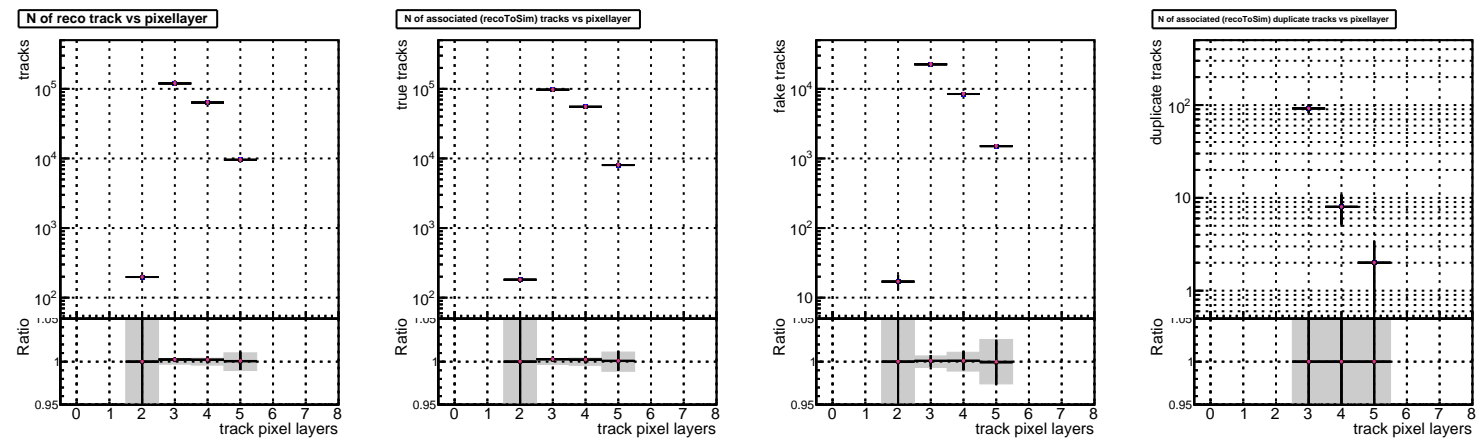 N of reco track vs pixellayer
tracks
10^5
10^4
10^3
10^2
Ratio
1.05
1
0.95
0 1 2 3 4 5 6 7 8
track pixel layers
N of associated (recoToSim) tracks vs pixellayer
true tracks
10^5
10^4
10^3
10^2
Ratio
1.05
1
0.95
0 1 2 3 4 5 6 7 8
track pixel layers
fake tracks
10^4
10^3
10^2
10
Ratio
1.05
1
0.95
0 1 2 3 4 5 6 7 8
track pixel layers
N of associated (recoToSim) duplicate tracks vs pixellayer
duplicate tracks
10^2
10
1
Ratio
1.05
1
0.95
0 1 2 3 4 5 6 7 8
track pixel layers